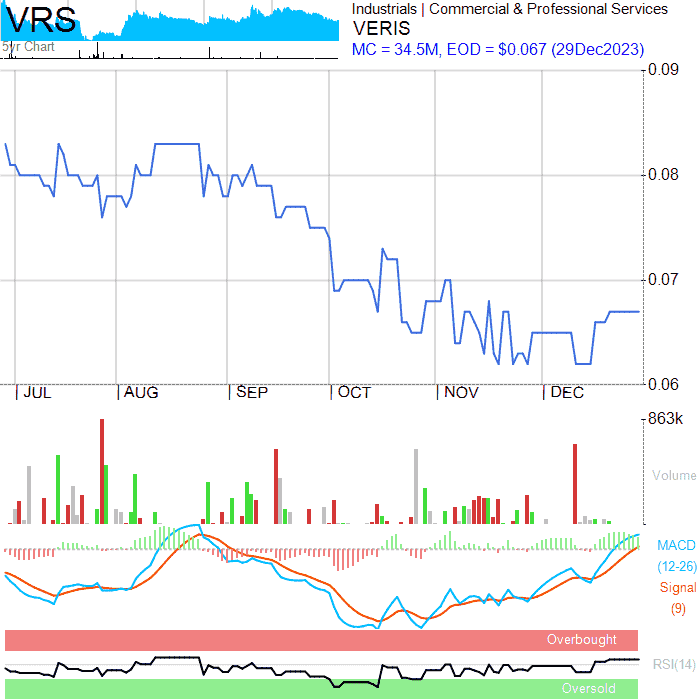 VRS
5yr Chart
Industrials | Commercial & Professional Services
VERIS
MC = 34.5M, EOD = $0.067 (29Dec2023)
0.09
0.08
0.07
0.06
JUL
AUG
SEP
OCT
NOV
DEC
863k
Volume
MACD
(12-26)
Signal
(9)
Overbought
RSI(14)
Oversold